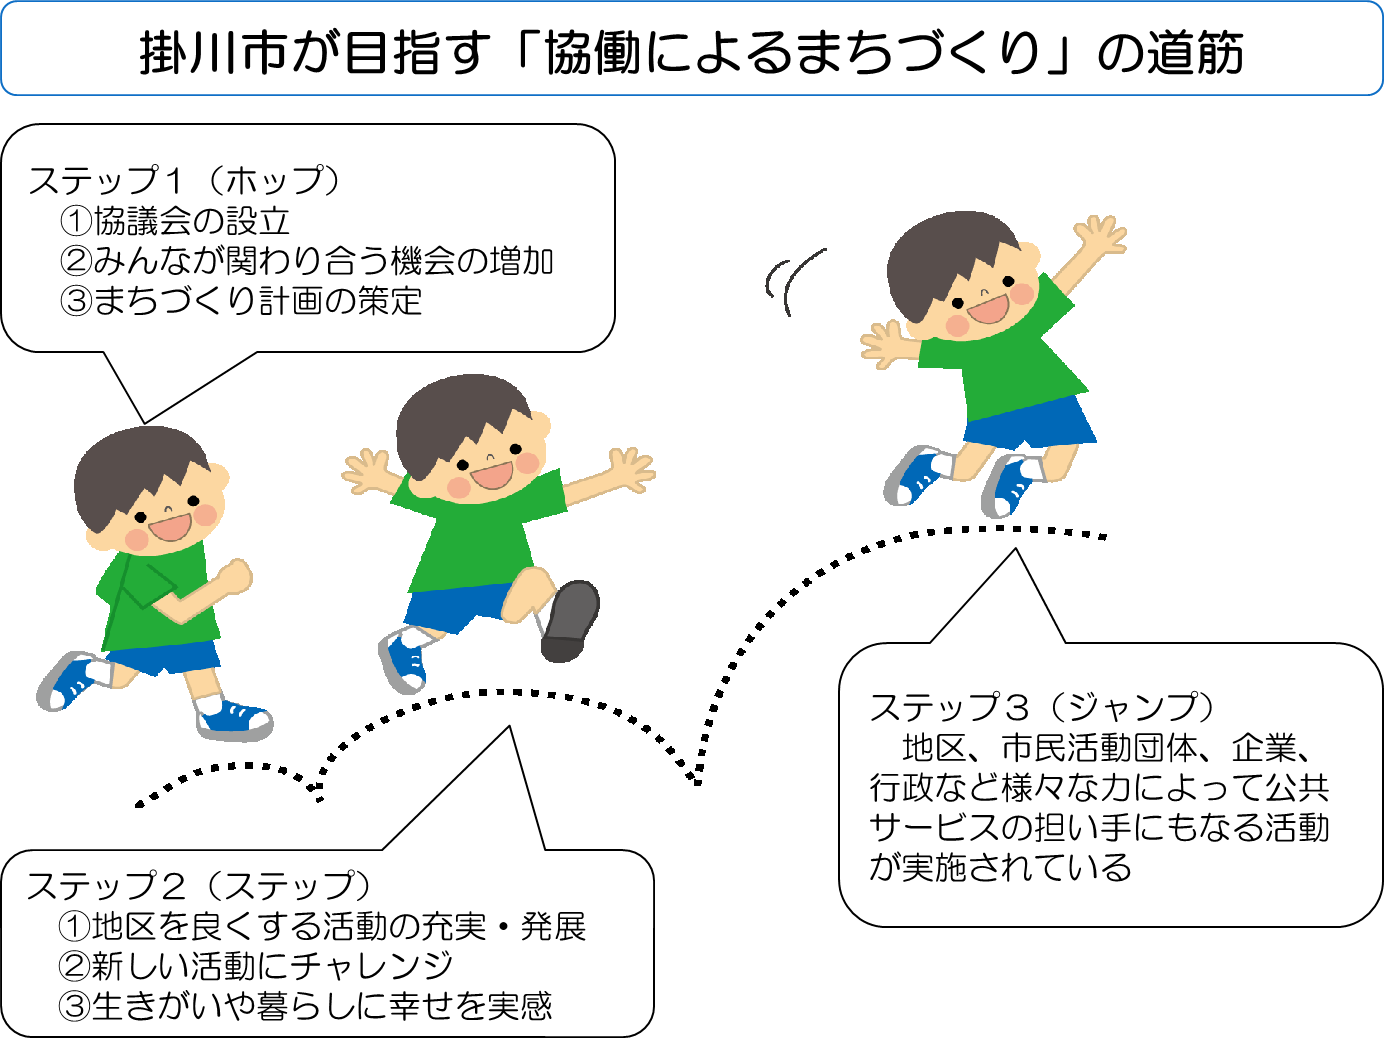 掛川市が目指す「協働によるまちづくり」の道筋
ステップ１（ホップ）
①協議会の設立
②みんなが関わり合う機会の増加
③まちづくり計画の策定
ステップ２（ステップ）
①地区を良くする活動の充実・発展
②新しい活動にチャレンジ
③生きがいや暮らしに幸せを実感
ステップ３（ジャンプ）
地区、市民活動団体、企業、
行政など様々な力によって公共
サービスの担い手にもなる活動
が実施されている